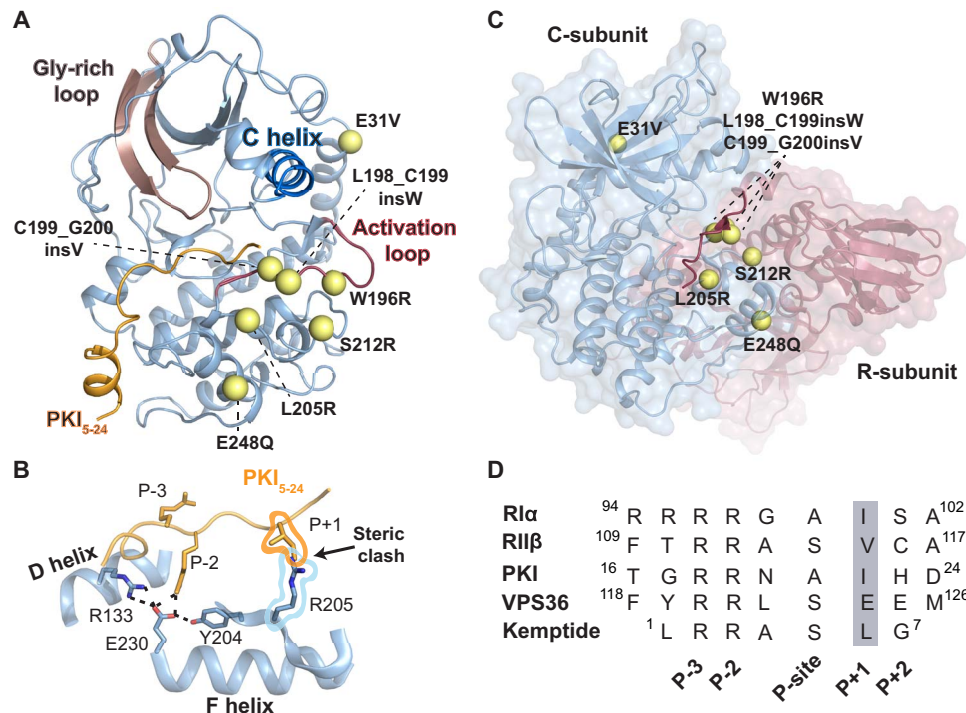 A
Gly-rich
loop
E31V
C helix
L198_C199
insW
C199_G200
insV
Activation
loop
W196R
S212R
L205R
PKI5-24
E248Q
B
PKI5-24
P-3
P+1
Steric
clash
P-2
D helix
R133
R205
E230
Y204
F helix
C
C-subunit
W196R
L198_C199insW
C199_G200insV
E31V
S212R
L205R
E248Q
R-subunit
D
RIα 94 R R R R G A I S A 102
RIIβ 109 F T R R A S V C A 117
PKI 16 T G R R N A I H D 24
VPS36 118 F Y R R L S E E M 126
Kemptide 1 L R R A S L G 7
P-3 P-2 P-site P+1 P+2